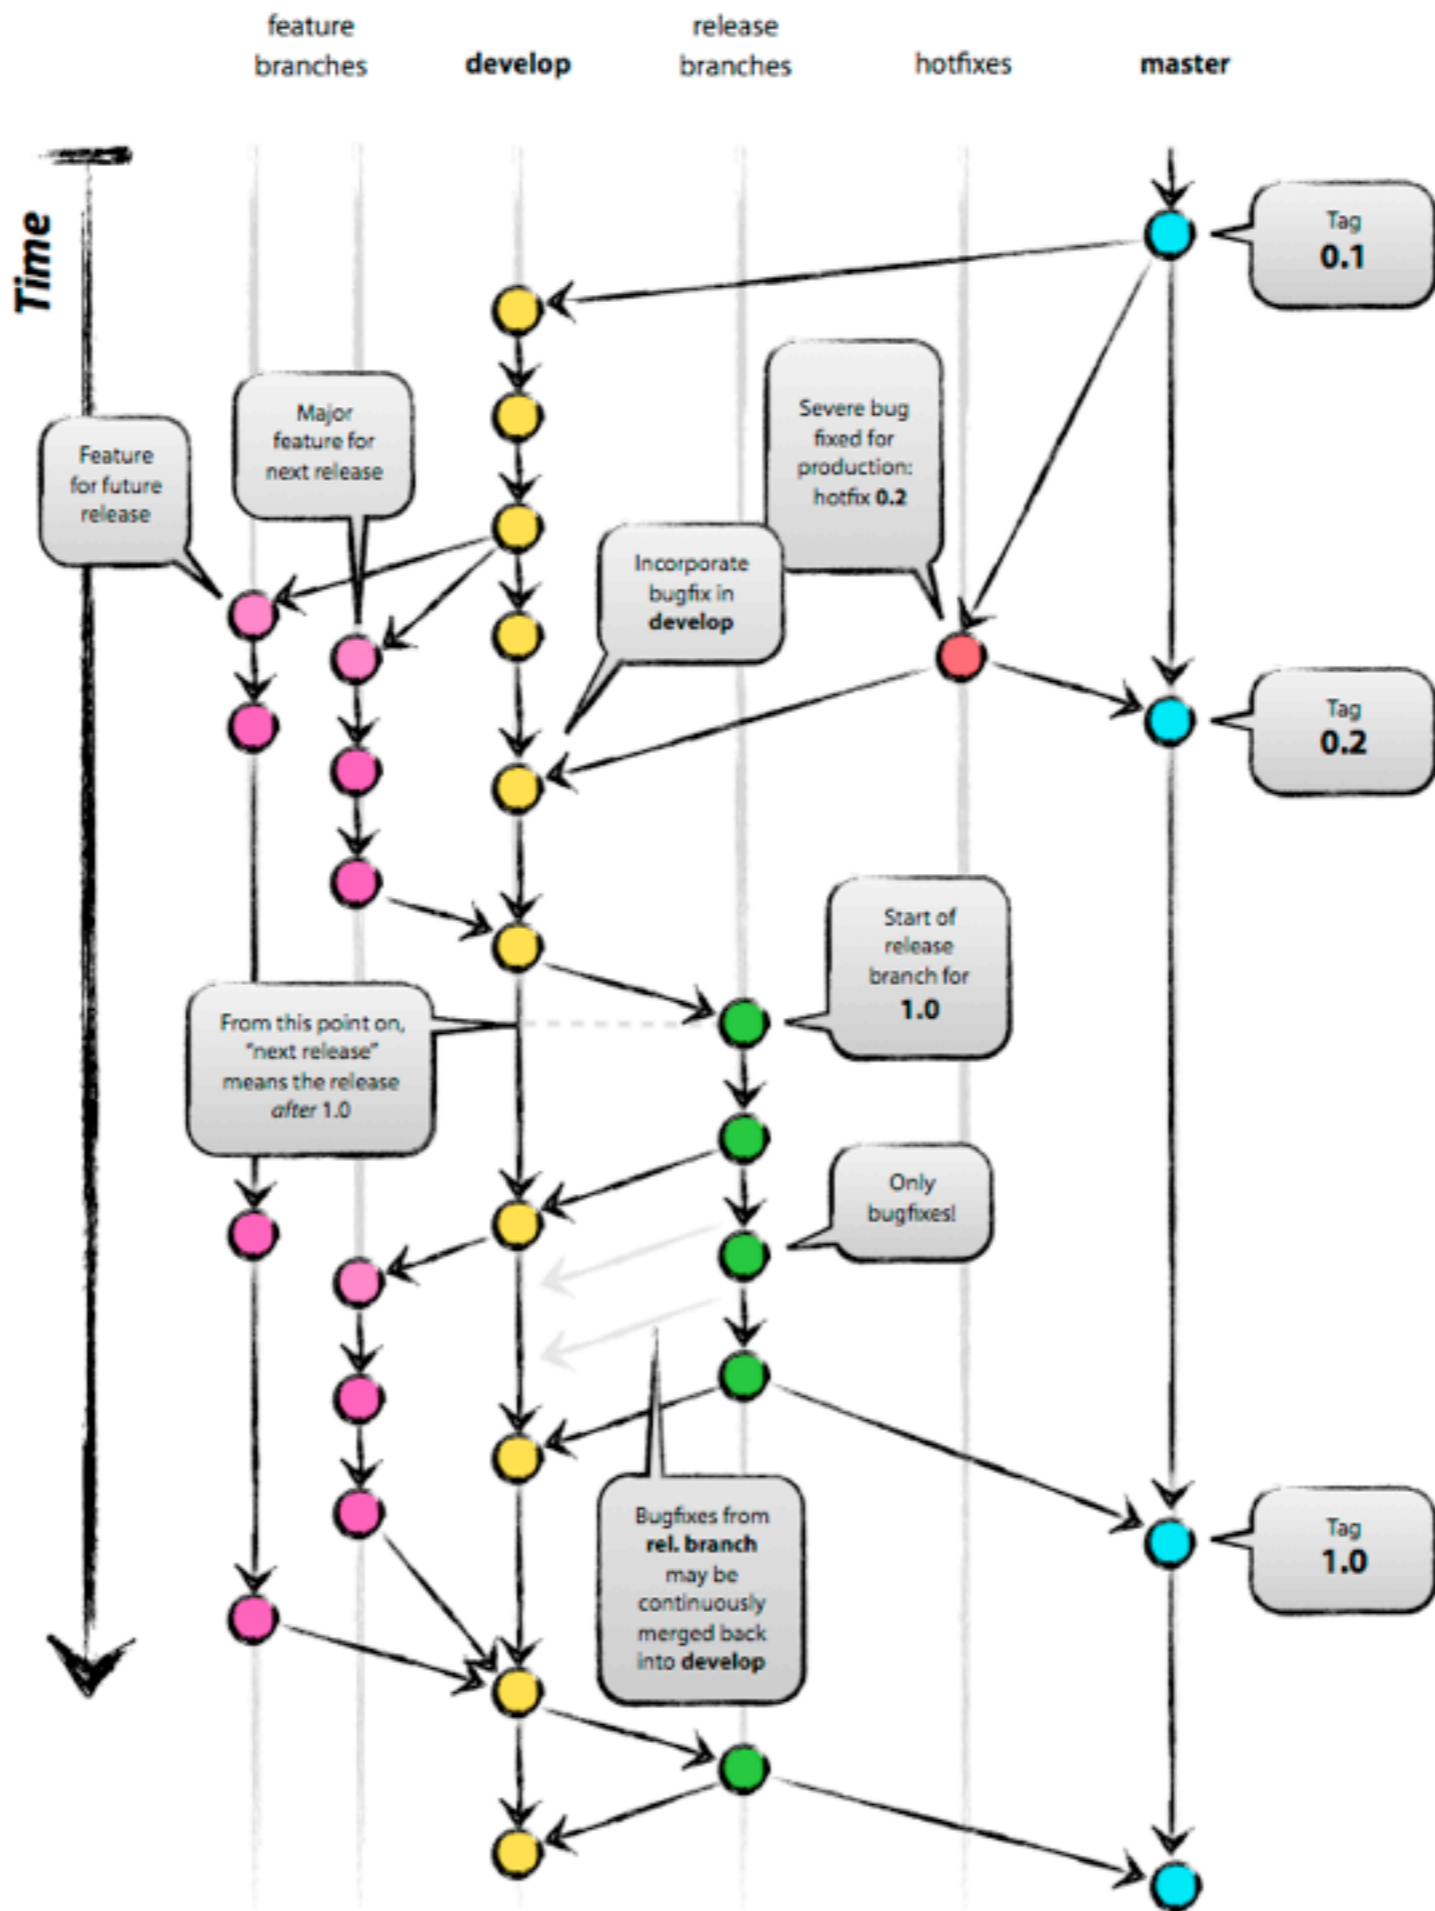 feature
branches
develop
release
branches
hotfixes
master
Time
Tag
0.1
Major
feature for
next release
Feature
for future
release
Severe bug
fixed for
production:
hotfix 0.2
Incorporate
bugfix in
develop
Tag
0.2
Start of
release
branch for
1.0
From this point on,
“next release”
means the release
after 1.0
Only
bugfixes!
Bugfixes from
rel. branch
may be
continuously
merged back
into develop
Tag
1.0